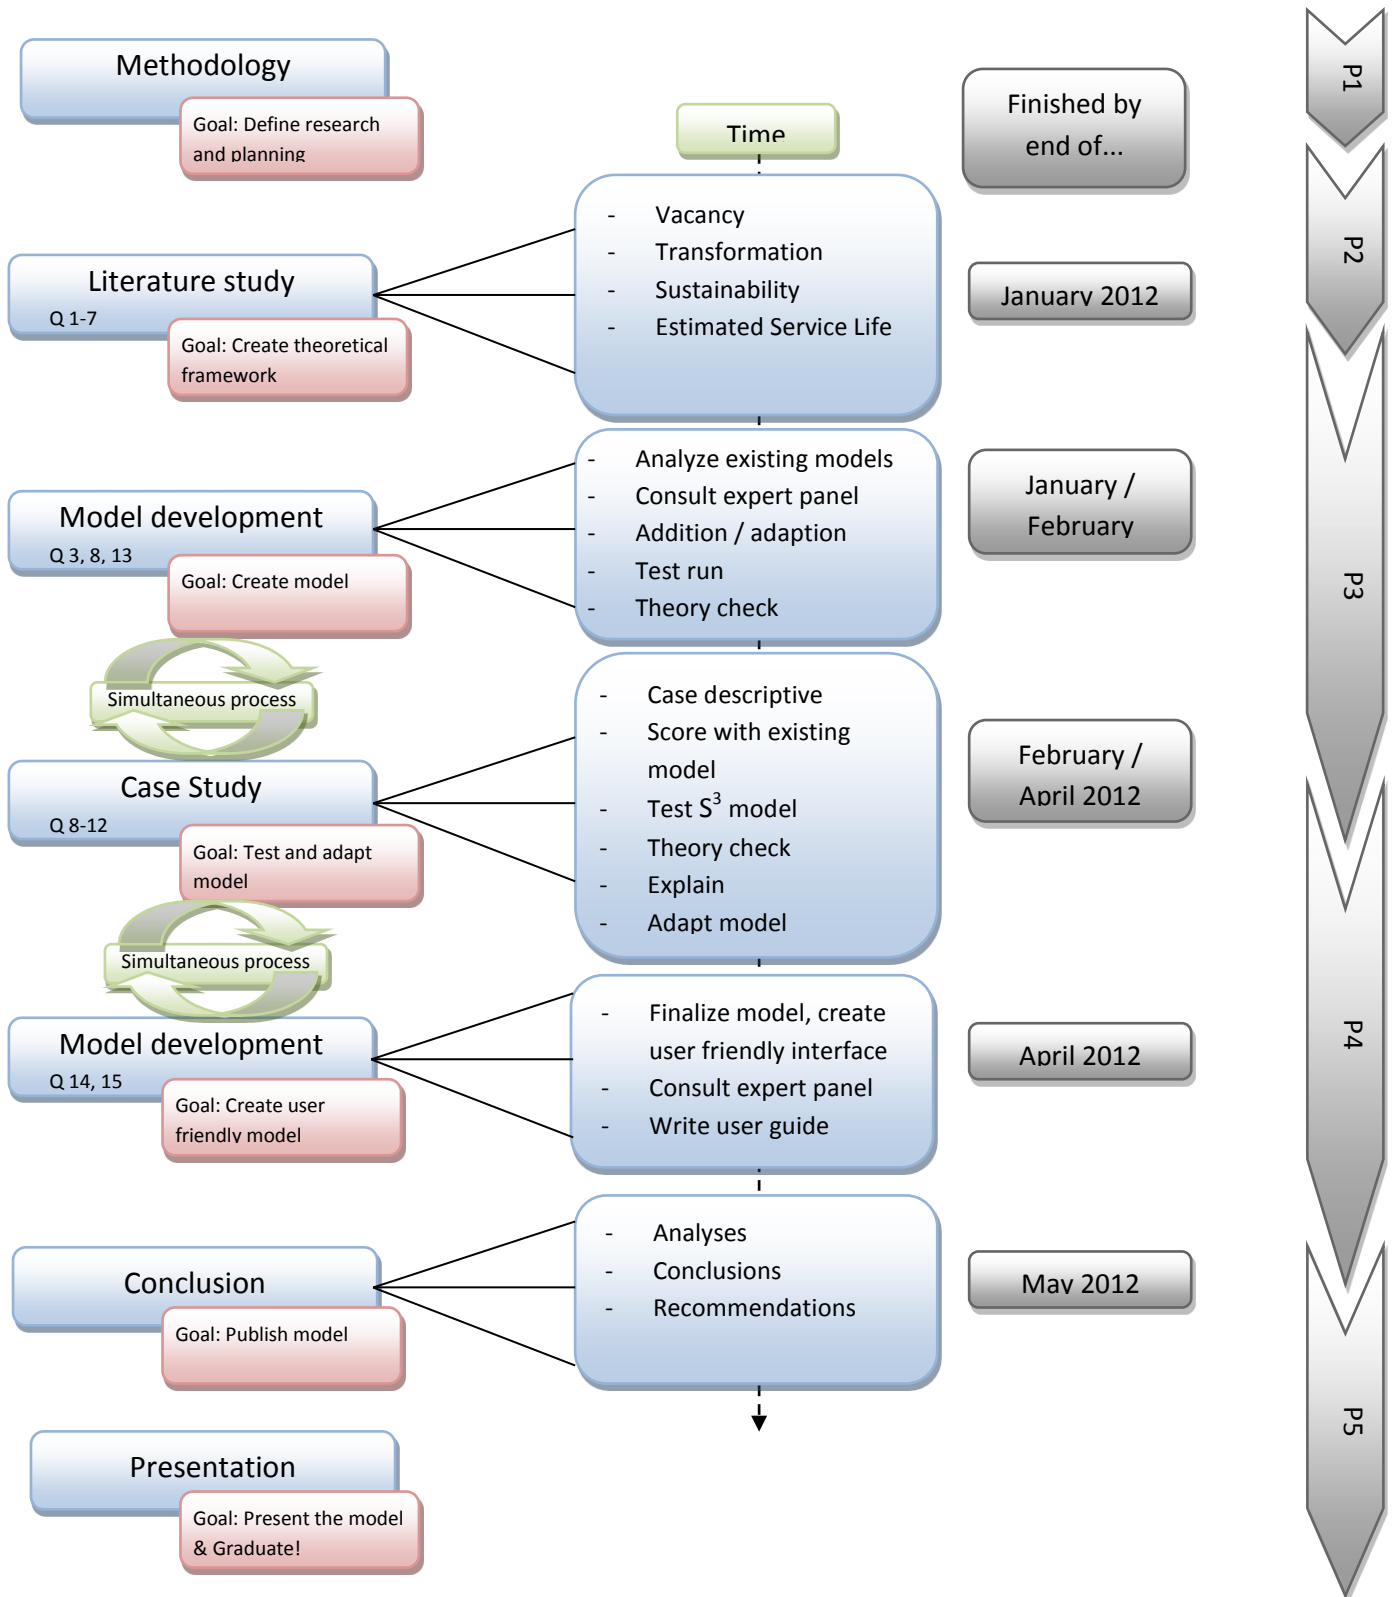 Methodology
Goal: Define research
and planning
Time
Finished by
end of...
P1
Literature study
Q 1-7
Goal: Create theoretical
framework
- Vacancy
- Transformation
- Sustainability
- Estimated Service Life
January 2012
P2
Model development
Q 3, 8, 13
Goal: Create model
- Analyze existing models
- Consult expert panel
- Addition / adaption
- Test run
- Theory check
January /
February
P3
Simultaneous process
Case Study
Q 8-12
Goal: Test and adapt
model
- Case descriptive
- Score with existing
model
- Test S³ model
- Theory check
- Explain
- Adapt model
February /
April 2012
Simultaneous process
Model development
Q 14, 15
Goal: Create user
friendly model
- Finalize model, create
user friendly interface
- Consult expert panel
- Write user guide
April 2012
P4
Conclusion
Goal: Publish model
- Analyses
- Conclusions
- Recommendations
May 2012
P5
Presentation
Goal: Present the model
& Graduate!